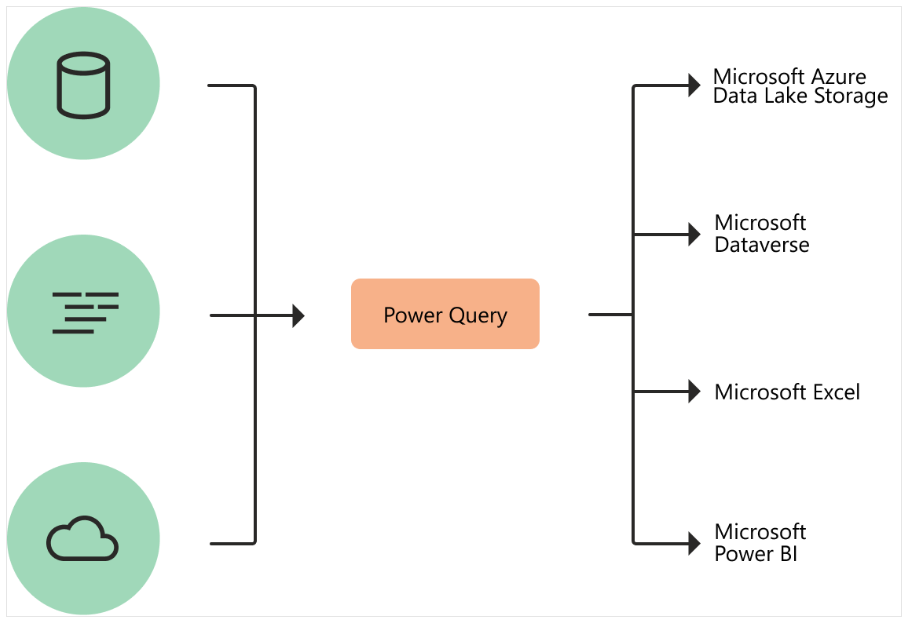 Microsoft Azure
Data Lake Storage
Microsoft
Dataverse
Power Query
Microsoft Excel
Microsoft
Power BI